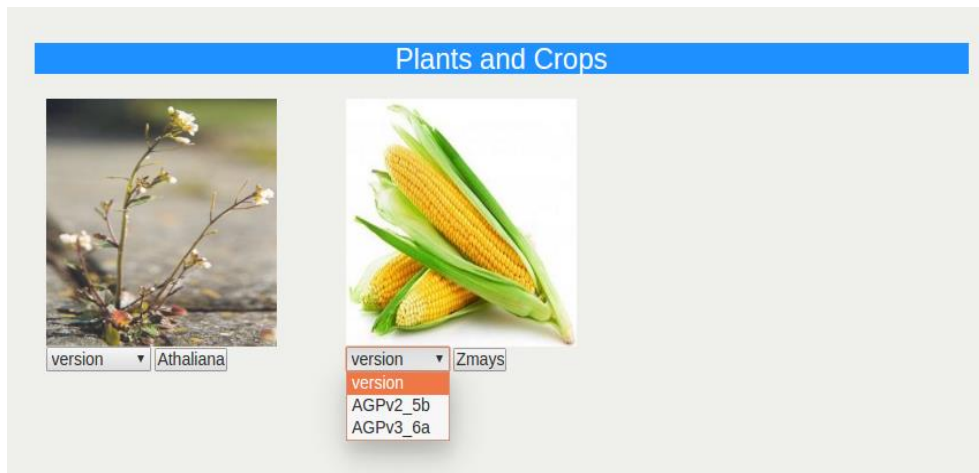 Plants and Crops
version Athaliana
version Zmays
version
AGPv2_5b
AGPv3_6a